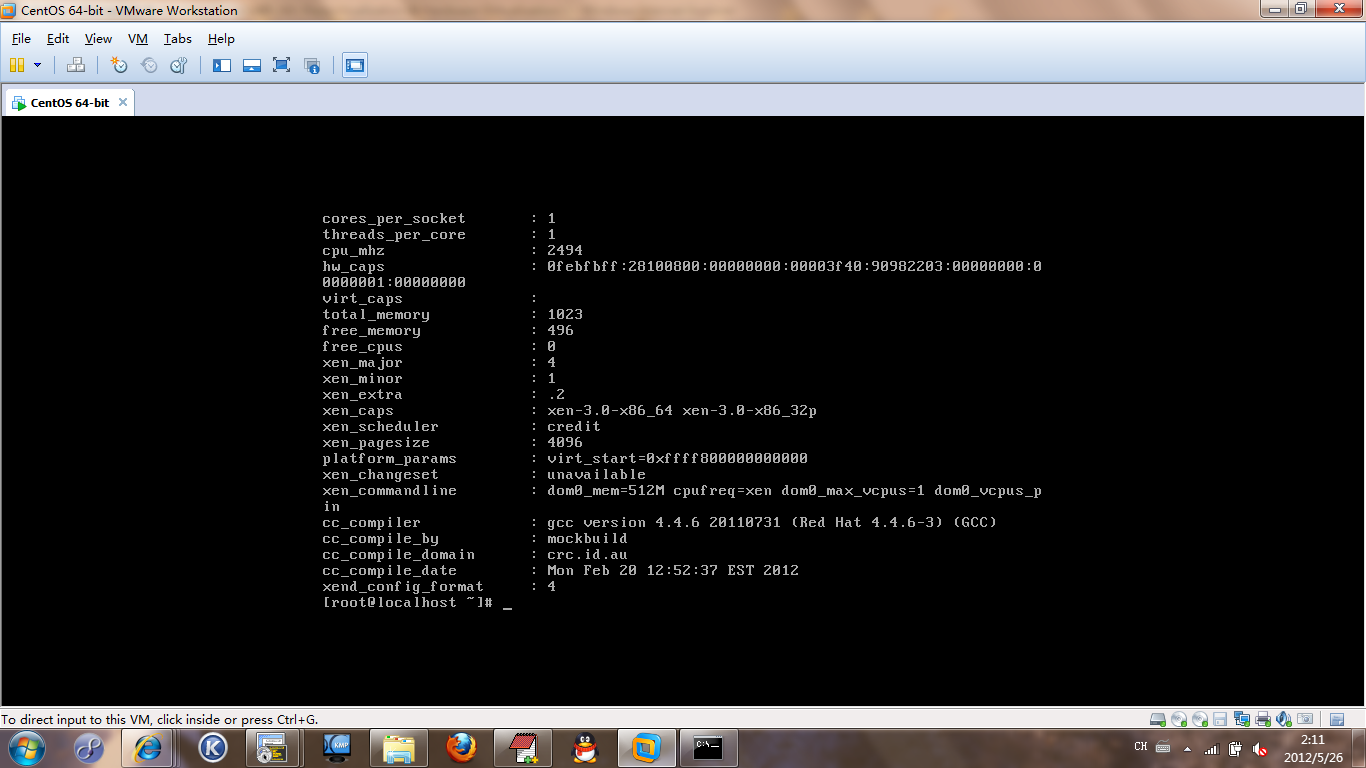 CentOS 64-bit - VMware Workstation
File Edit View VM Tabs Help
CentOS 64-bit
cores_per_socket : 1
threads_per_core : 1
cpu_mhz : 2494
hw_caps : 0febfbff:28100800:00000000:00003f40:90982203:00000000:0
0000001:00000000
virt_caps :
total_memory : 1023
free_memory : 496
free_cpus : 0
xen_major : 4
xen_minor : 1
xen_extra : .2
xen_caps : xen-3.0-x86_64 xen-3.0-x86_32p
xen_scheduler : credit
xen_pagesize : 4096
platform_params : virt_start=0xffff800000000000
xen_changeset : unavailable
xen_commandline : dom0_mem=512M cpufreq=xen dom0_max_vcpus=1 dom0_vcpus_p
in
cc_compiler : gcc version 4.4.6 20110731 (Red Hat 4.4.6-3) (GCC)
cc_compile_by : mockbuild
cc_compile_domain : crc.id.au
cc_compile_date : Mon Feb 20 12:52:37 EST 2012
xend_config_format : 4
[root@localhost ~]# _
To direct input to this VM, click inside or press Ctrl+G.
K
KMP
C:\._
CH
2:11
2012/5/26